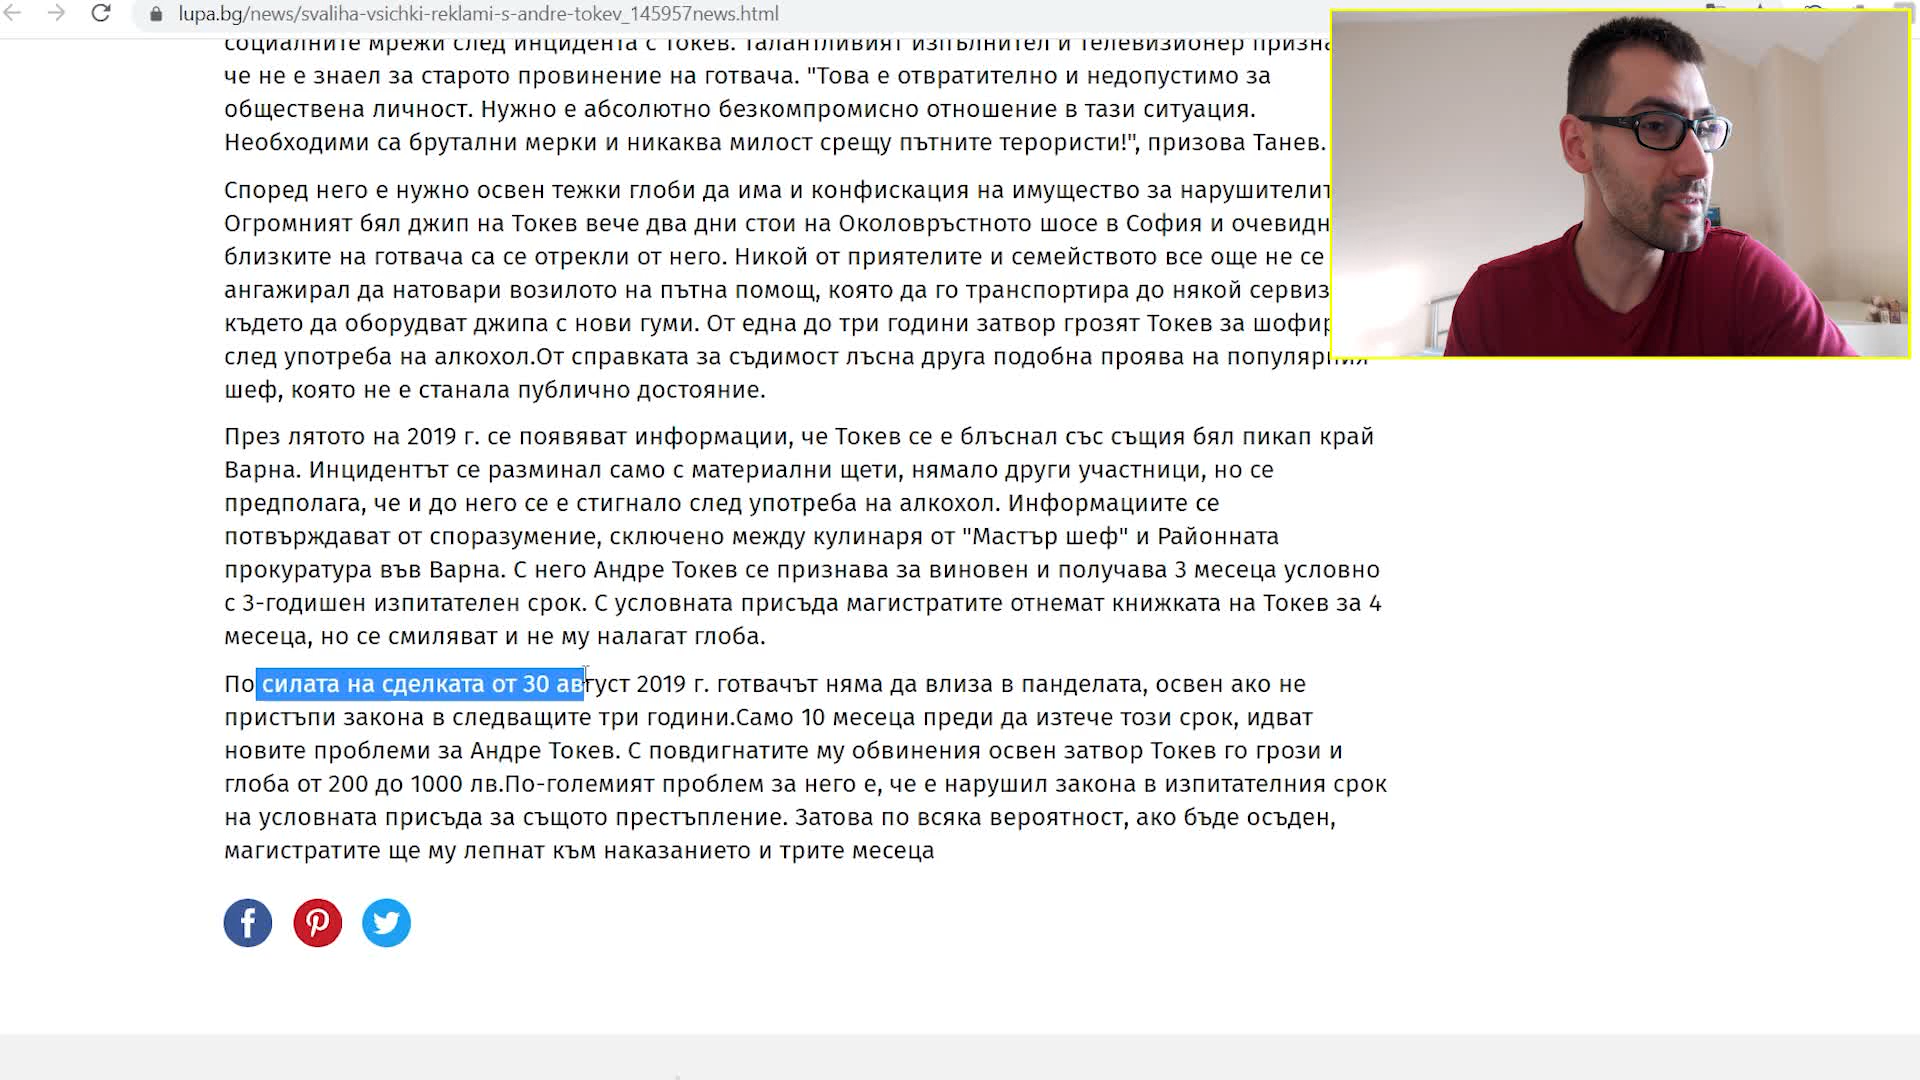 lupa.bg/news/svaliha-vsichki-reklami-s-andre-tokev_145957news.html
социалните мрежи след инцидента с Токев. Талантливият изпълнител и телевизионер призна
че не е знаел за старото провинение на готвача. "Това е отвратително и недопустимо за
обществена личност. Нужно е абсолютно безкомпромисно отношение в тази ситуация.
Необходими са брутални мерки и никаква милост срещу пътните терористи!", призова Танев.
Според него е нужно освен тежки глоби да има и конфискация на имущество за нарушителит
Огромният бял джип на Токев вече два дни стои на Околовръстното шосе в София и очевидн
близките на готвача са се отрекли от него. Никой от приятелите и семейството все още не се
ангажирал да натовари возилото на пътна помощ, която да го транспортира до някой сервиз
където да оборудват джипа с нови гуми. От една до три години затвор грозят Токев за шофир
след употреба на алкохол.От справката за съдимост лъсна друга подобна проява на популярния
шеф, която не е станала публично достояние.
През лятото на 2019 г. се появяват информации, че Токев се е блъснал със същия бял пикап край
Варна. Инцидентът се разминал само с материални щети, нямало други участници, но се
предполага, че и до него се е стигнало след употреба на алкохол. Информациите се
потвърждават от споразумение, сключено между кулинаря от "Мастър шеф" и Районната
прокуратура във Варна. С него Андре Токев се признава за виновен и получава 3 месеца условно
с 3-годишен изпитателен срок. С условната присъда магистратите отнемат книжката на Токев за 4
месеца, но се смиляват и не му налагат глоба.
По силата на сделката от 30 август 2019 г. готвачът няма да влиза в панделата, освен ако не
пристъпи закона в следващите три години.Само 10 месеца преди да изтече този срок, идват
новите проблеми за Андре Токев. С повдигнатите му обвинения освен затвор Токев го грози и
глоба от 200 до 1000 лв.По-големият проблем за него е, че е нарушил закона в изпитателния срок
на условната присъда за същото престъпление. Затова по всяка вероятност, ако бъде осъден,
магистратите ще му лепнат към наказанието и трите месеца